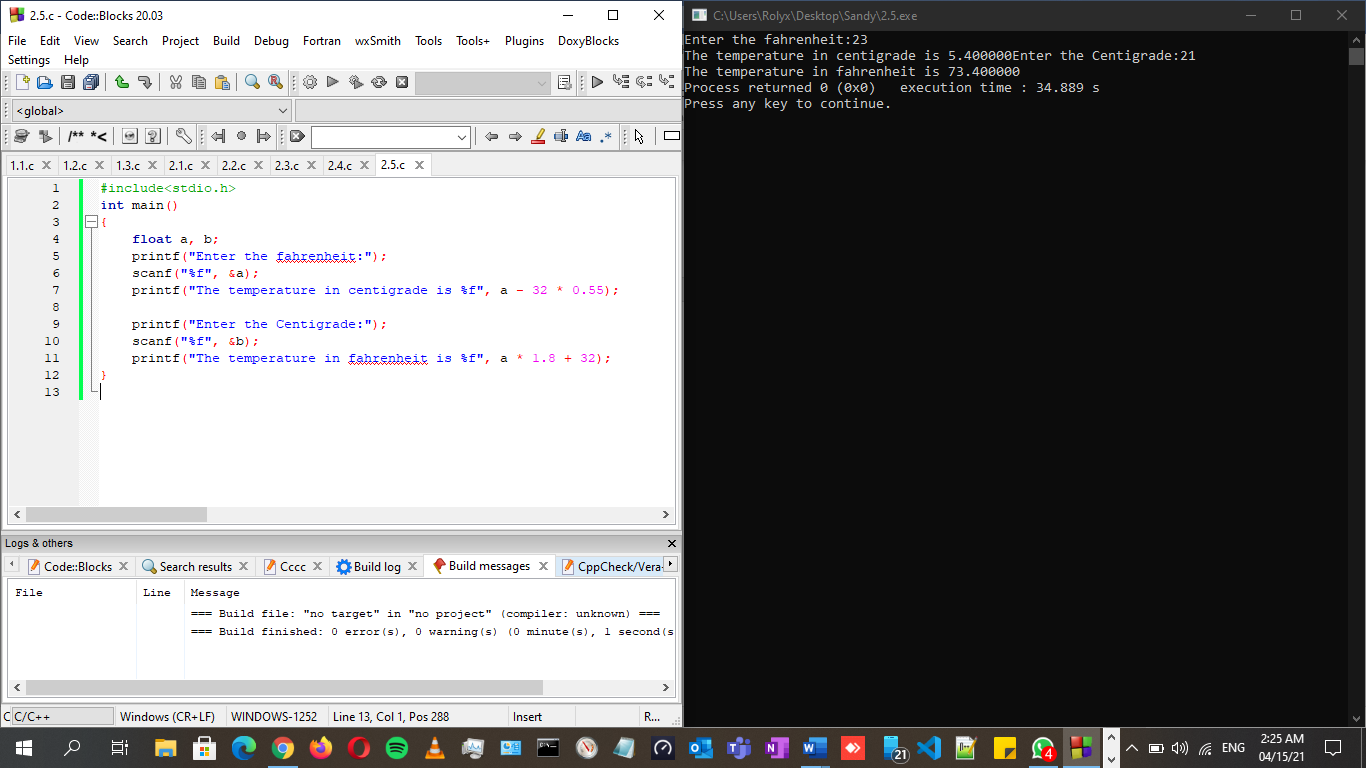 2.5.c - Code::Blocks 20.03
File Edit View Search Project Build Debug Fortran wxSmith Tools Tools+ Plugins DoxyBlocks
Settings Help
<global>
/** *<
Aa .*
1.1.c 1.2.c 1.3.c 2.1.c 2.2.c 2.3.c 2.4.c 2.5.c
1 #include<stdio.h>
2 int main()
3 {
4 float a, b;
5 printf("Enter the fahrenheit:");
6 scanf("%f", &a);
7 printf("The temperature in centigrade is %f", a - 32 * 0.55);
8
9 printf("Enter the Centigrade:");
10 scanf("%f", &b);
11 printf("The temperature in fahrenheit is %f", a * 1.8 + 32);
12 }
13
Logs & others
Code::Blocks Search results Cccc Build log Build messages CppCheck/Vera-
File Line Message
=== Build file: "no target" in "no project" (compiler: unknown) ===
=== Build finished: 0 error(s), 0 warning(s) (0 minute(s), 1 second(s
C C/C++ Windows (CR+LF) WINDOWS-1252 Line 13, Col 1, Pos 288 Insert R...
C:\Users\Rolyx\Desktop\Sandy\2.5.exe
Enter the fahrenheit:23
The temperature in centigrade is 5.400000Enter the Centigrade:21
The temperature in fahrenheit is 73.400000
Process returned 0 (0x0) execution time : 34.889 s
Press any key to continue.
21 4 ENG 2:25 AM
04/15/21